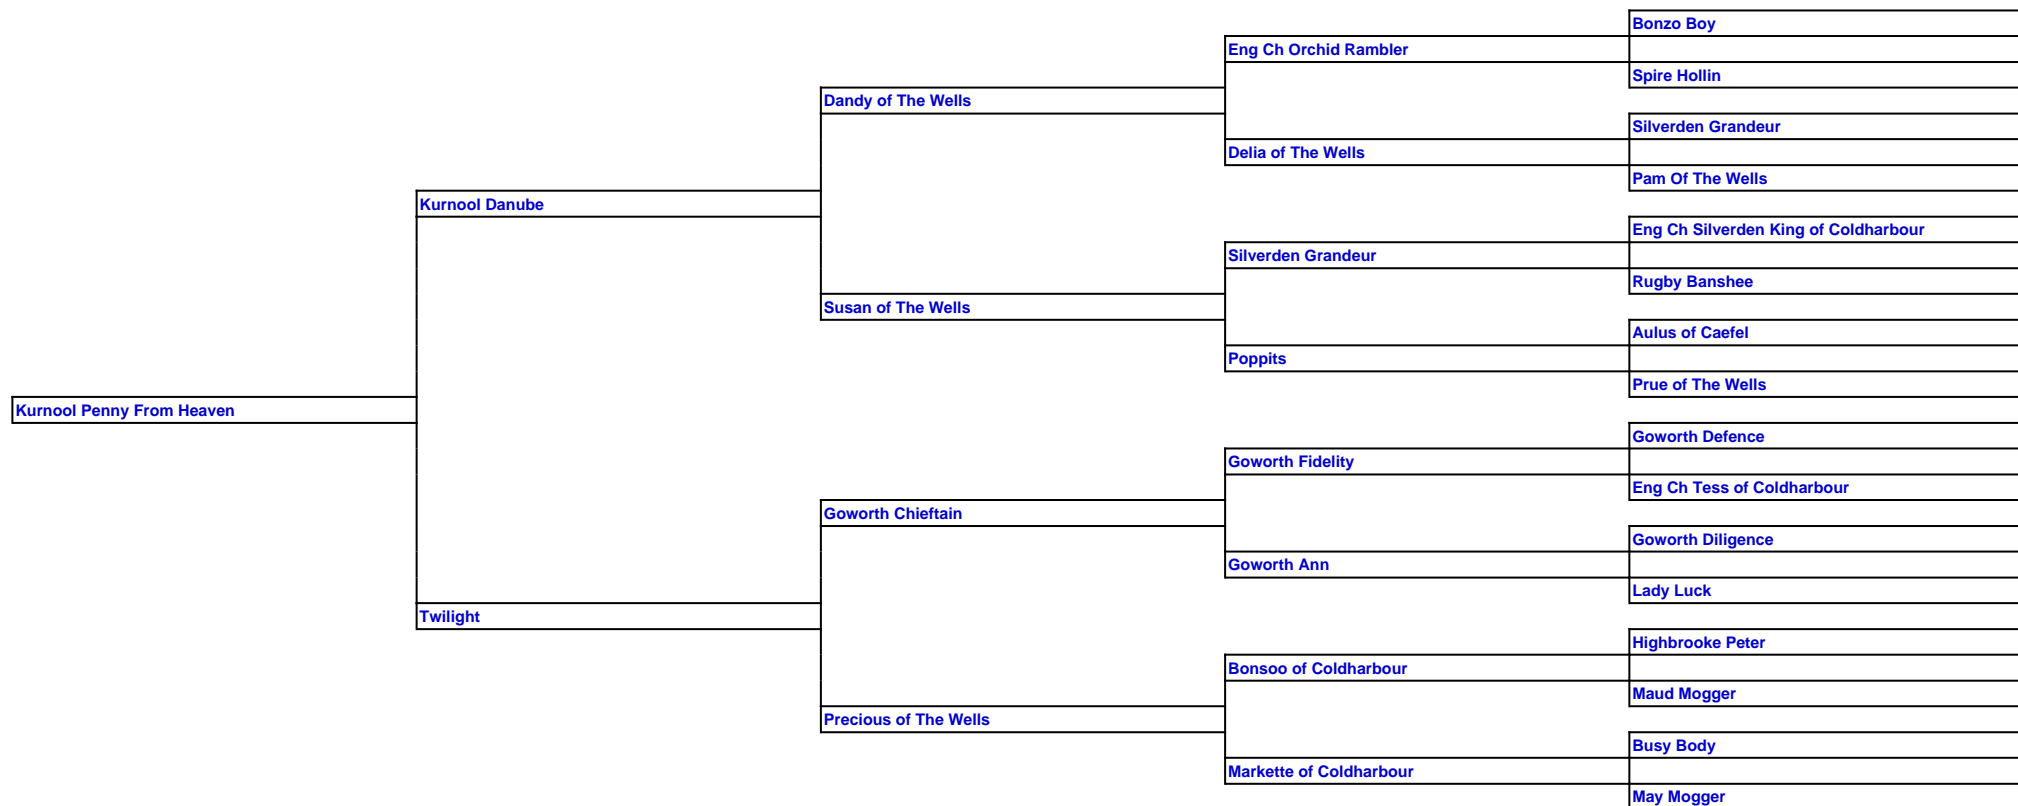 Bonzo Boy
Eng Ch Orchid Rambler
Spire Hollin
Dandy of The Wells
Silverden Grandeur
Delia of The Wells
Pam Of The Wells
Kurnool Danube
Eng Ch Silverden King of Coldharbour
Silverden Grandeur
Rugby Banshee
Susan of The Wells
Aulus of Caefel
Poppits
Prue of The Wells
Kurnool Penny From Heaven
Goworth Defence
Goworth Fidelity
Eng Ch Tess of Coldharbour
Goworth Chieftain
Goworth Diligence
Goworth Ann
Lady Luck
Twilight
Highbrooke Peter
Bonsoo of Coldharbour
Maud Mogger
Precious of The Wells
Busy Body
Markette of Coldharbour
May Mogger